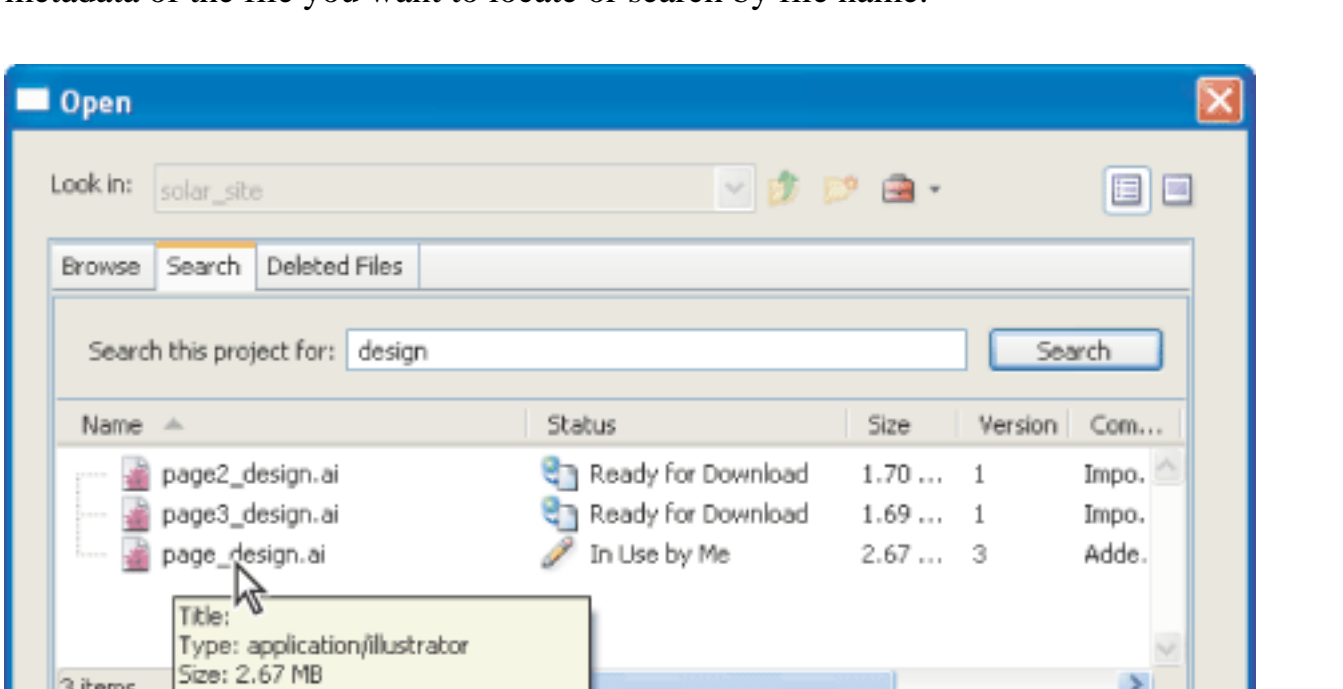 metadata of the file you want to locate or search by file name.
Open
Look in: solar_site
Browse Search Deleted Files
Search this project for: design Search
Name Status Size Version Com...
page2_design.ai Ready for Download 1.70 ... 1 Impo.
page3_design.ai Ready for Download 1.69 ... 1 Impo.
page_design.ai In Use by Me 2.67 ... 3 Adde.
Title:
Type: application/illustrator
Size: 2.67 MB
3 items